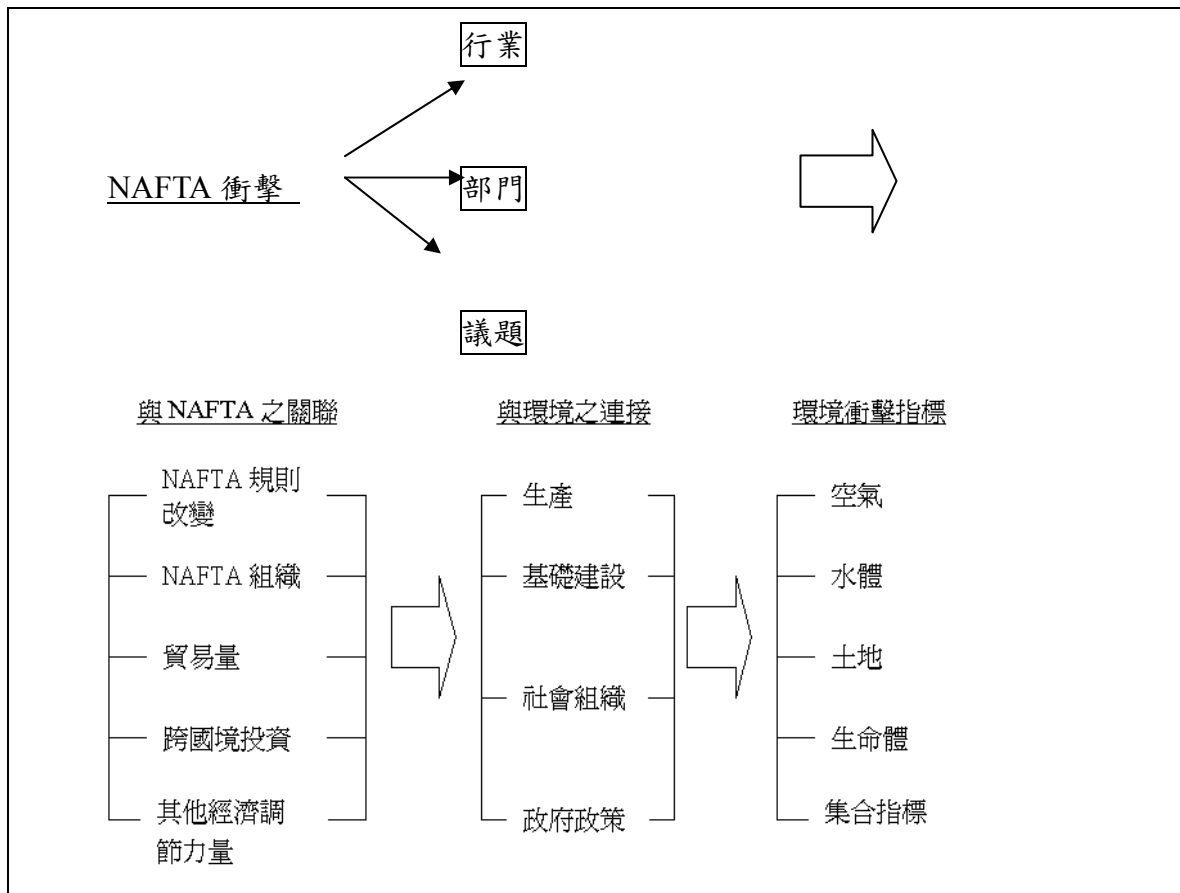 行業
NAFTA 衝擊
部門
議題
與 NAFTA 之關聯
NAFTA 規則
改變
NAFTA 組織
貿易量
跨國境投資
其他經濟調
節力量
與環境之連接
生產
基礎建設
社會組織
政府政策
環境衝擊指標
空氣
水體
土地
生命體
集合指標